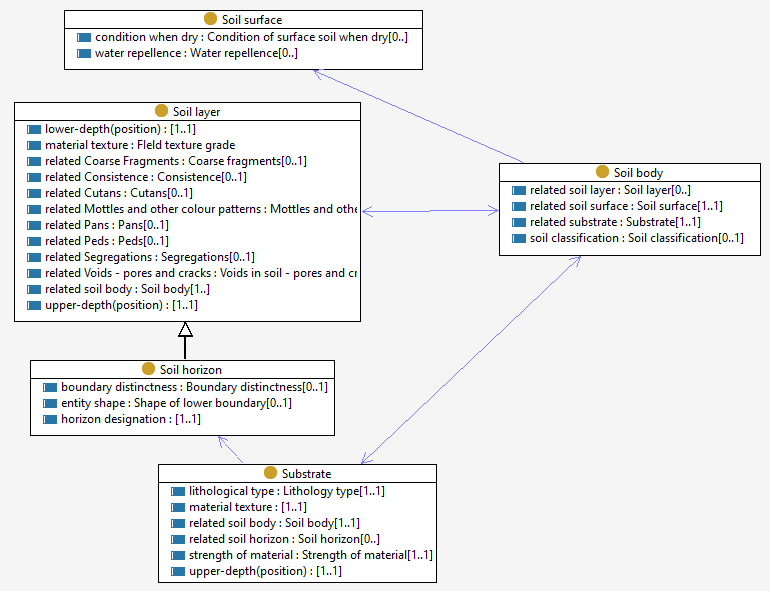 Soil surface
condition when dry : Condition of surface soil when dry[0..]
water repellence : Water repellence[0..]
Soil layer
lower-depth(position) : [1..1]
material texture : FIeld texture grade
related Coarse Fragments : Coarse fragments[0..1]
related Consistence : Consistence[0..1]
related Cutans : Cutans[0..1]
related Mottles and other colour patterns : Mottles and othe
related Pans : Pans[0..1]
related Peds : Peds[0..1]
related Segregations : Segregations[0..1]
related Voids - pores and cracks : Voids in soil - pores and cr
related soil body : Soil body[1..]
upper-depth(position) : [1..1]
Soil body
related soil layer : Soil layer[0..]
related soil surface : Soil surface[1..1]
related substrate : Substrate[1..1]
soil classification : Soil classification[0..1]
Soil horizon
boundary distinctness : Boundary distinctness[0..1]
entity shape : Shape of lower boundary[0..1]
horizon designation : [1..1]
Substrate
lithological type : Lithology type[1..1]
material texture : [1..1]
related soil body : Soil body[1..1]
related soil horizon : Soil horizon[0..]
strength of material : Strength of material[1..1]
upper-depth(position) : [1..1]